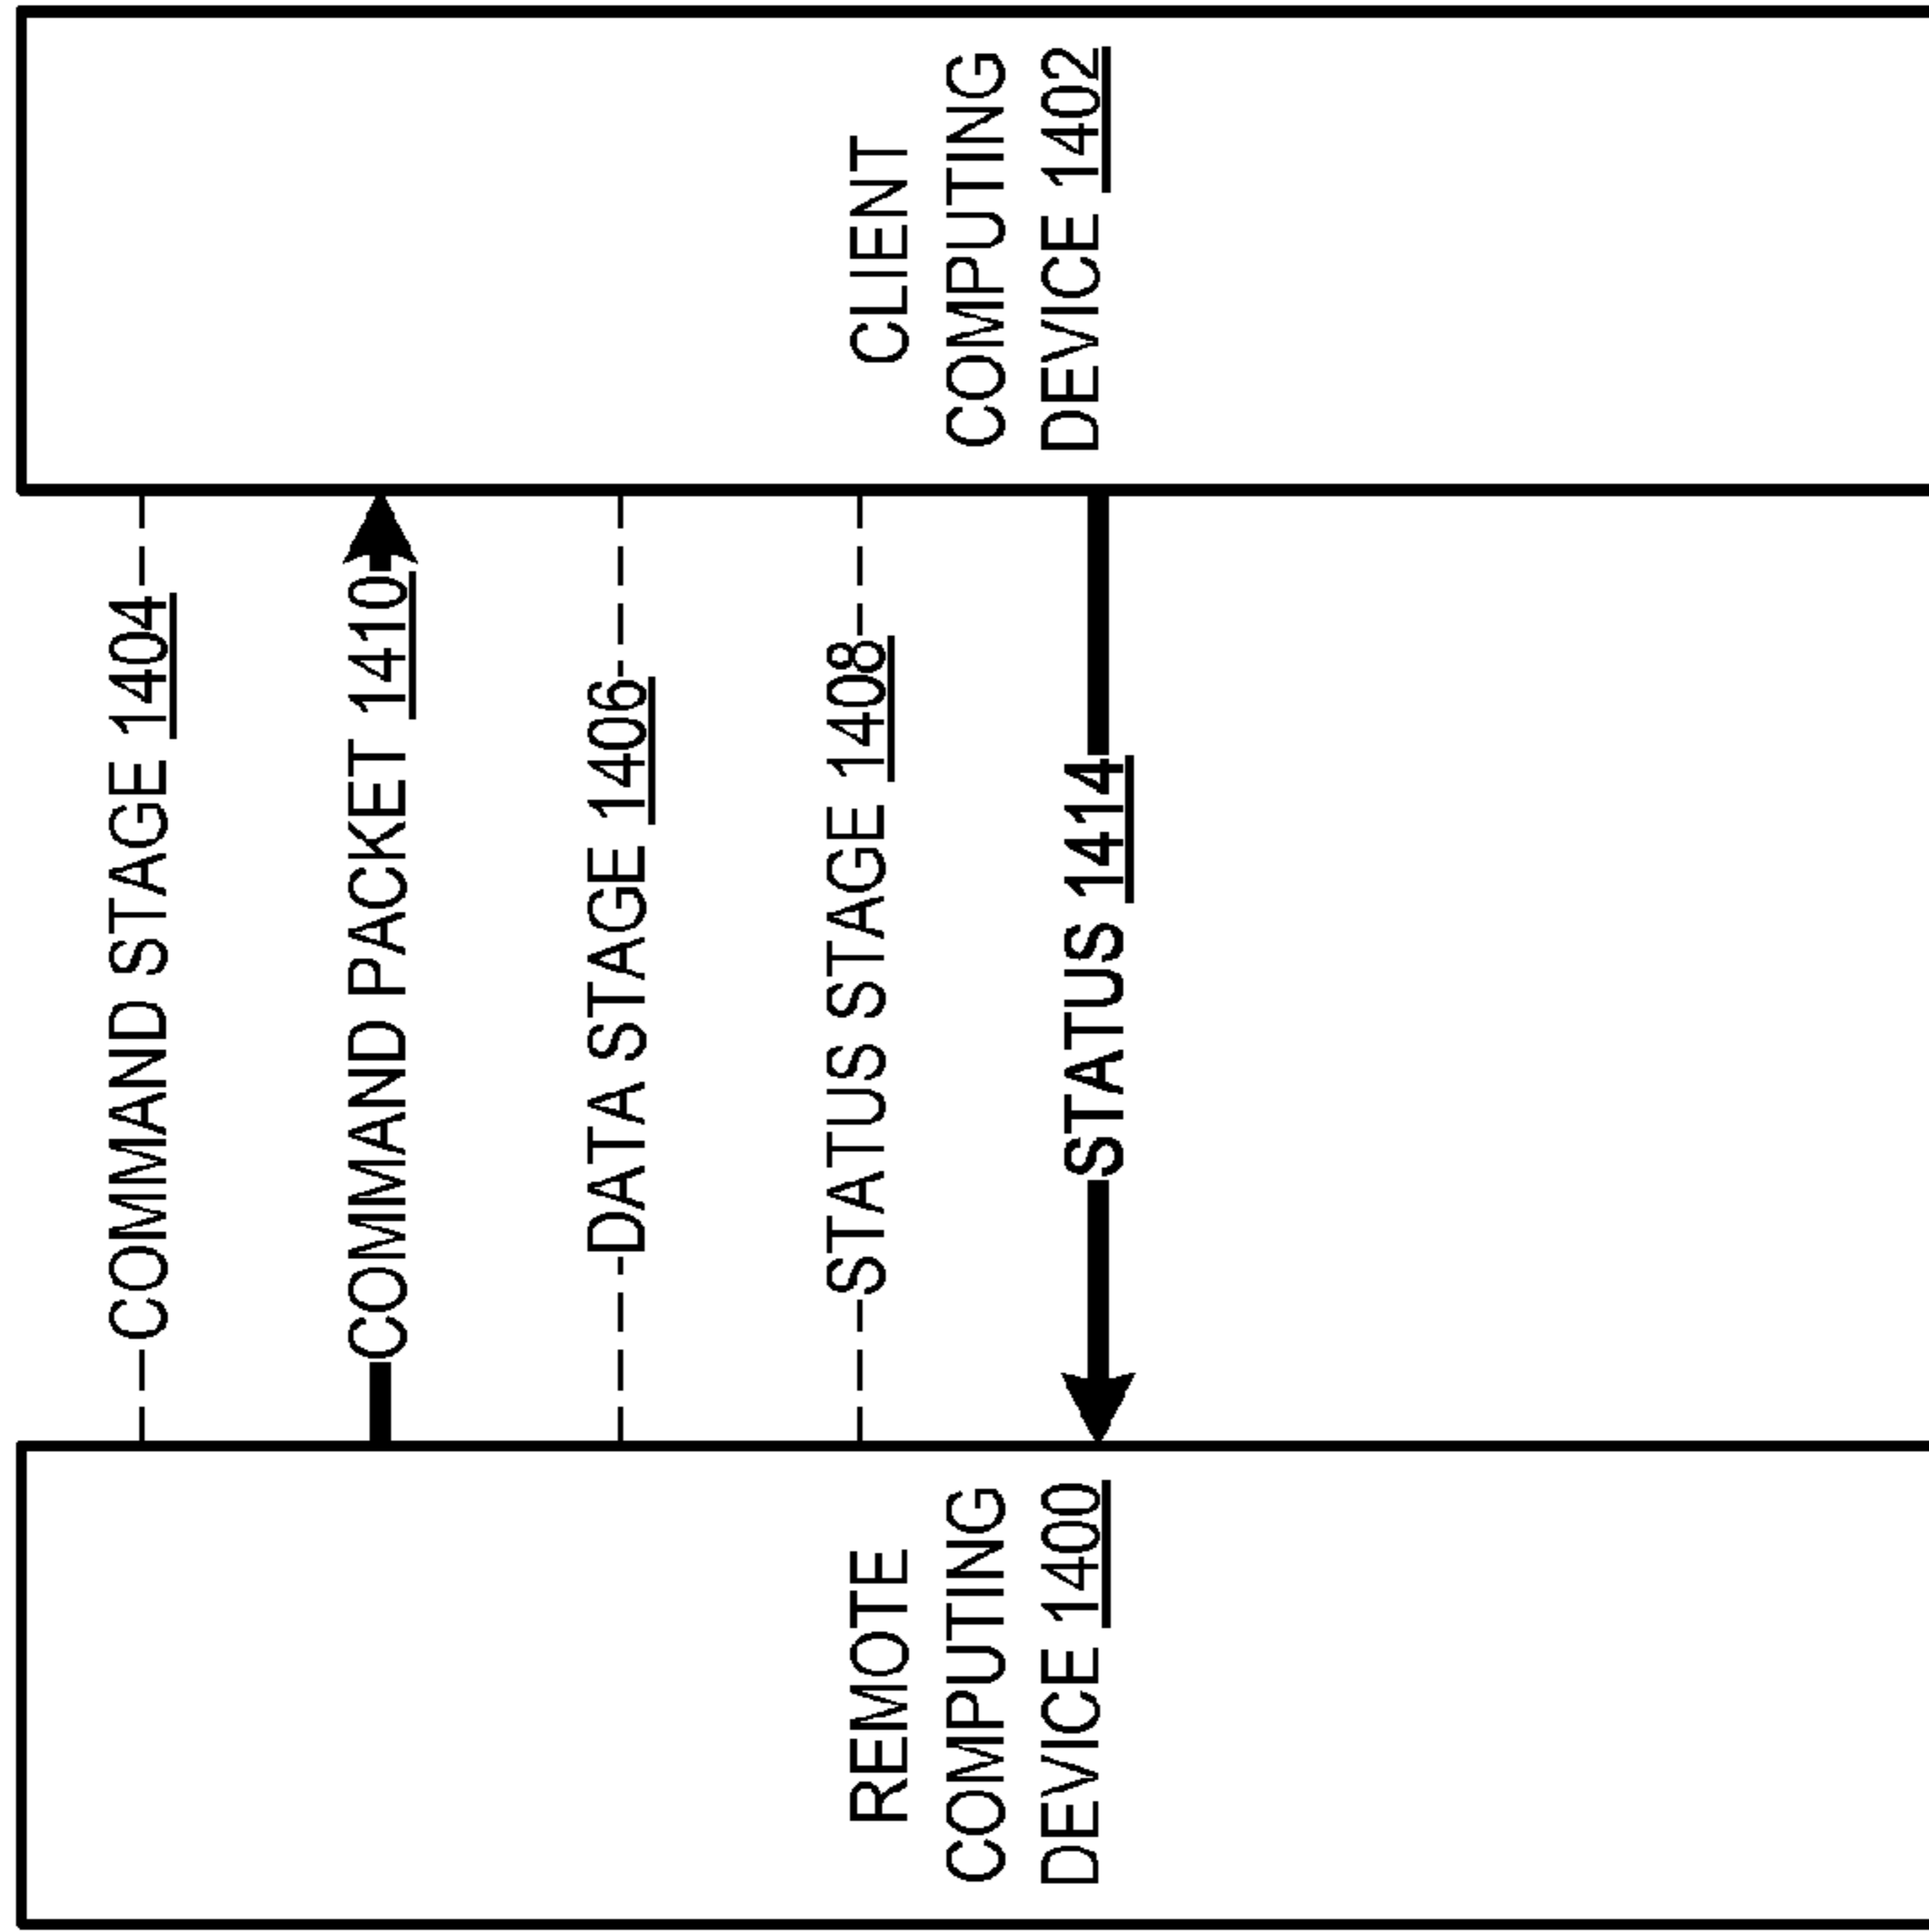 COMMAND STAGE 1404
COMMAND PACKET 1410
DATA STAGE 1406
STATUS STAGE 1408
REMOTE
COMPUTING
DEVICE 1400
CLIENT
COMPUTING
DEVICE 1402
STATUS 1414